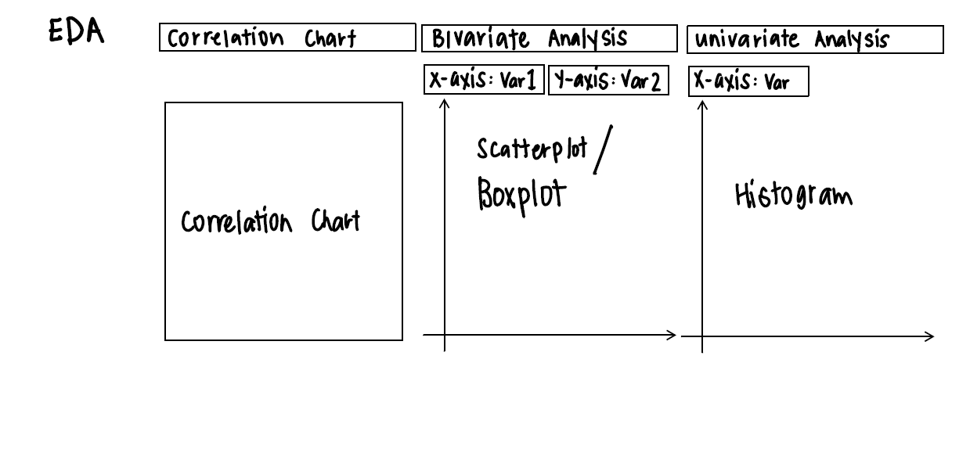 EDA
Correlation Chart
Bivariate Analysis
univariate Analysis
X-axis: Var1
Y-axis: Var2
X-axis: Var
Correlation Chart
Scatterplot /
Boxplot
Histogram